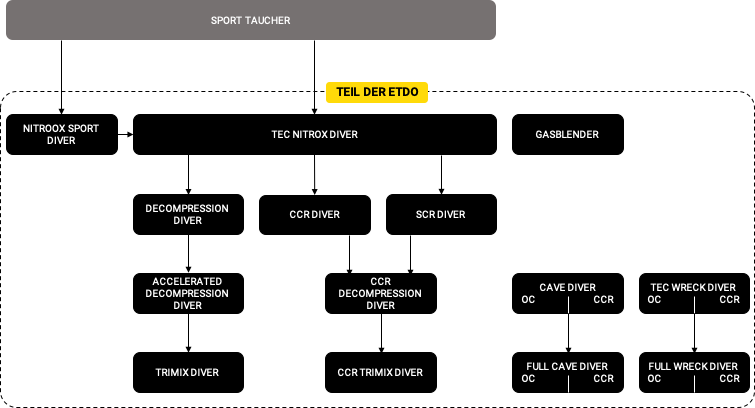 SPORT TAUCHER
TEIL DER ETDO
NITROOX SPORT
DIVER
TEC NITROX DIVER
GASBLENDER
DECOMPRESSION
DIVER
CCR DIVER
SCR DIVER
ACCELERATED
DECOMPRESSION
DIVER
CCR
DECOMPRESSION
DIVER
CAVE DIVER
OC CCR
TEC WRECK DIVER
OC CCR
TRIMIX DIVER
CCR TRIMIX DIVER
FULL CAVE DIVER
OC CCR
FULL WRECK DIVER
OC CCR